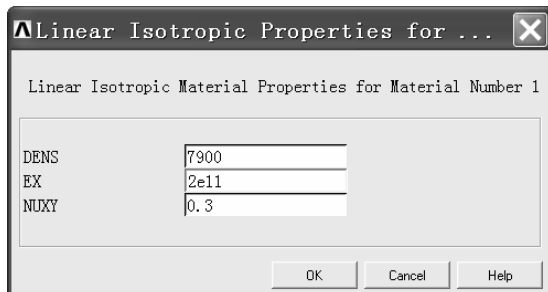 Linear Isotropic Properties for ...
Linear Isotropic Material Properties for Material Number 1
DENS 7900
EX 2e11
NUXY 0.3
OK Cancel Help